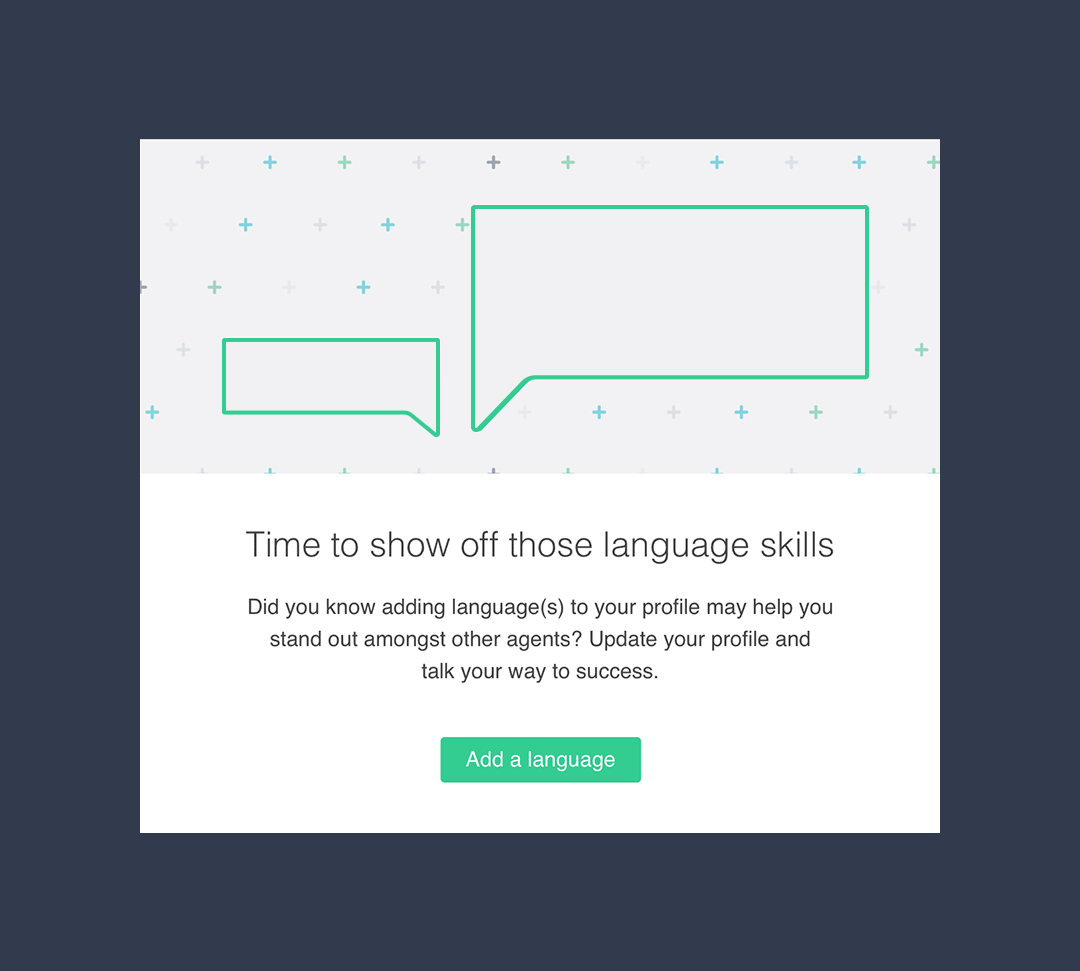 Time to show off those language skills
Did you know adding language(s) to your profile may help you
stand out amongst other agents? Update your profile and
talk your way to success.
Add a language